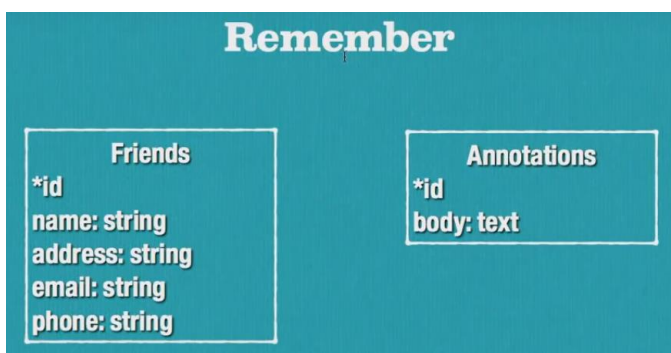 Remember
Friends
*id
name: string
address: string
email: string
phone: string
Annotations
*id
body: text